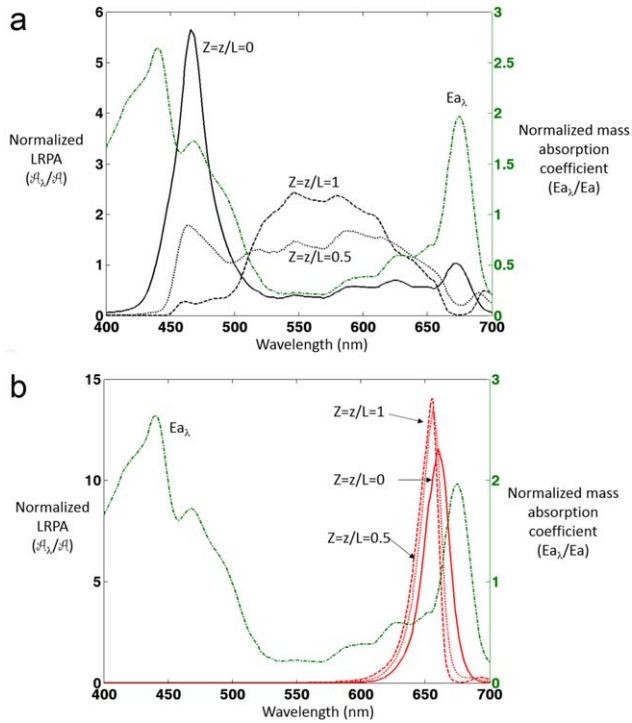 a
6
5
4
3
2
1
0
3
2.5
2
1.5
1
0.5
0
Z=z/L=0
Eaλ
Z=z/L=1
Z=z/L=0.5
Normalized
LRPA
(𝒜λ/𝒜)
Normalized mass
absorption
coefficient
(Eaλ/Ea)
400 450 500 550 600 650 700
Wavelength (nm)
b
15
10
5
0
3
2
1
0
Eaλ
Z=z/L=1
Z=z/L=0
Z=z/L=0.5
Normalized
LRPA
(𝒜λ/𝒜)
Normalized mass
absorption
coefficient
(Eaλ/Ea)
400 450 500 550 600 650 700
Wavelength (nm)